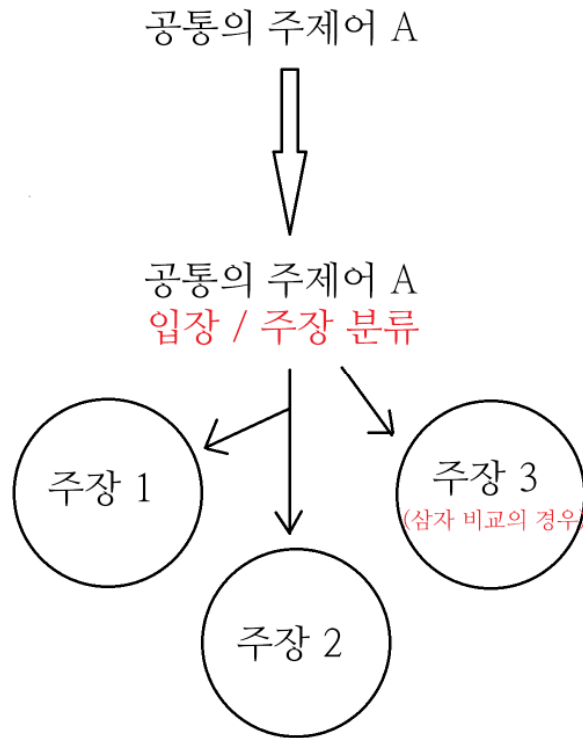 공통의 주제어 A
공통의 주제어 A
입장 / 주장 분류
주장 1
주장 3
(삼자 비교의 경우)
주장 2